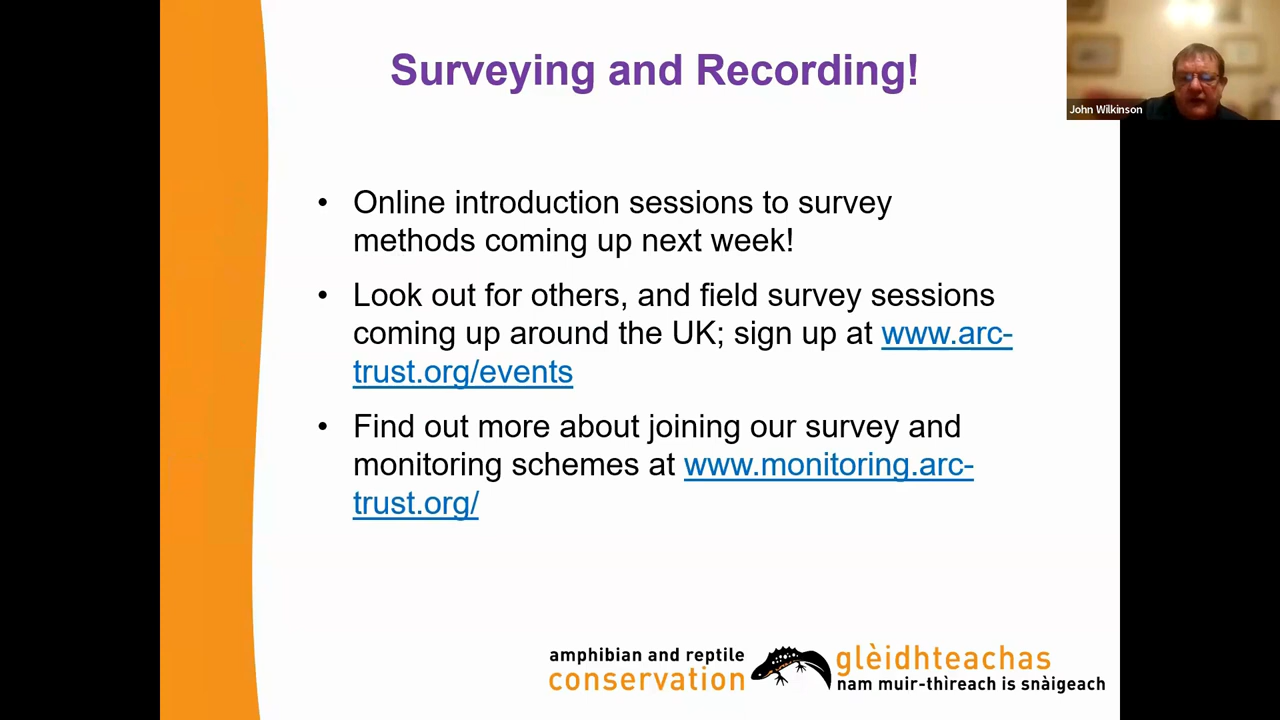 Surveying and Recording!
John Wilkinson
• Online introduction sessions to survey
methods coming up next week!
• Look out for others, and field survey sessions
coming up around the UK; sign up at www.arc-
trust.org/events
• Find out more about joining our survey and
monitoring schemes at www.monitoring.arc-
trust.org/
amphibian and reptile
conservation
glèidhteachas
nam muir-thìreach is snàigeach